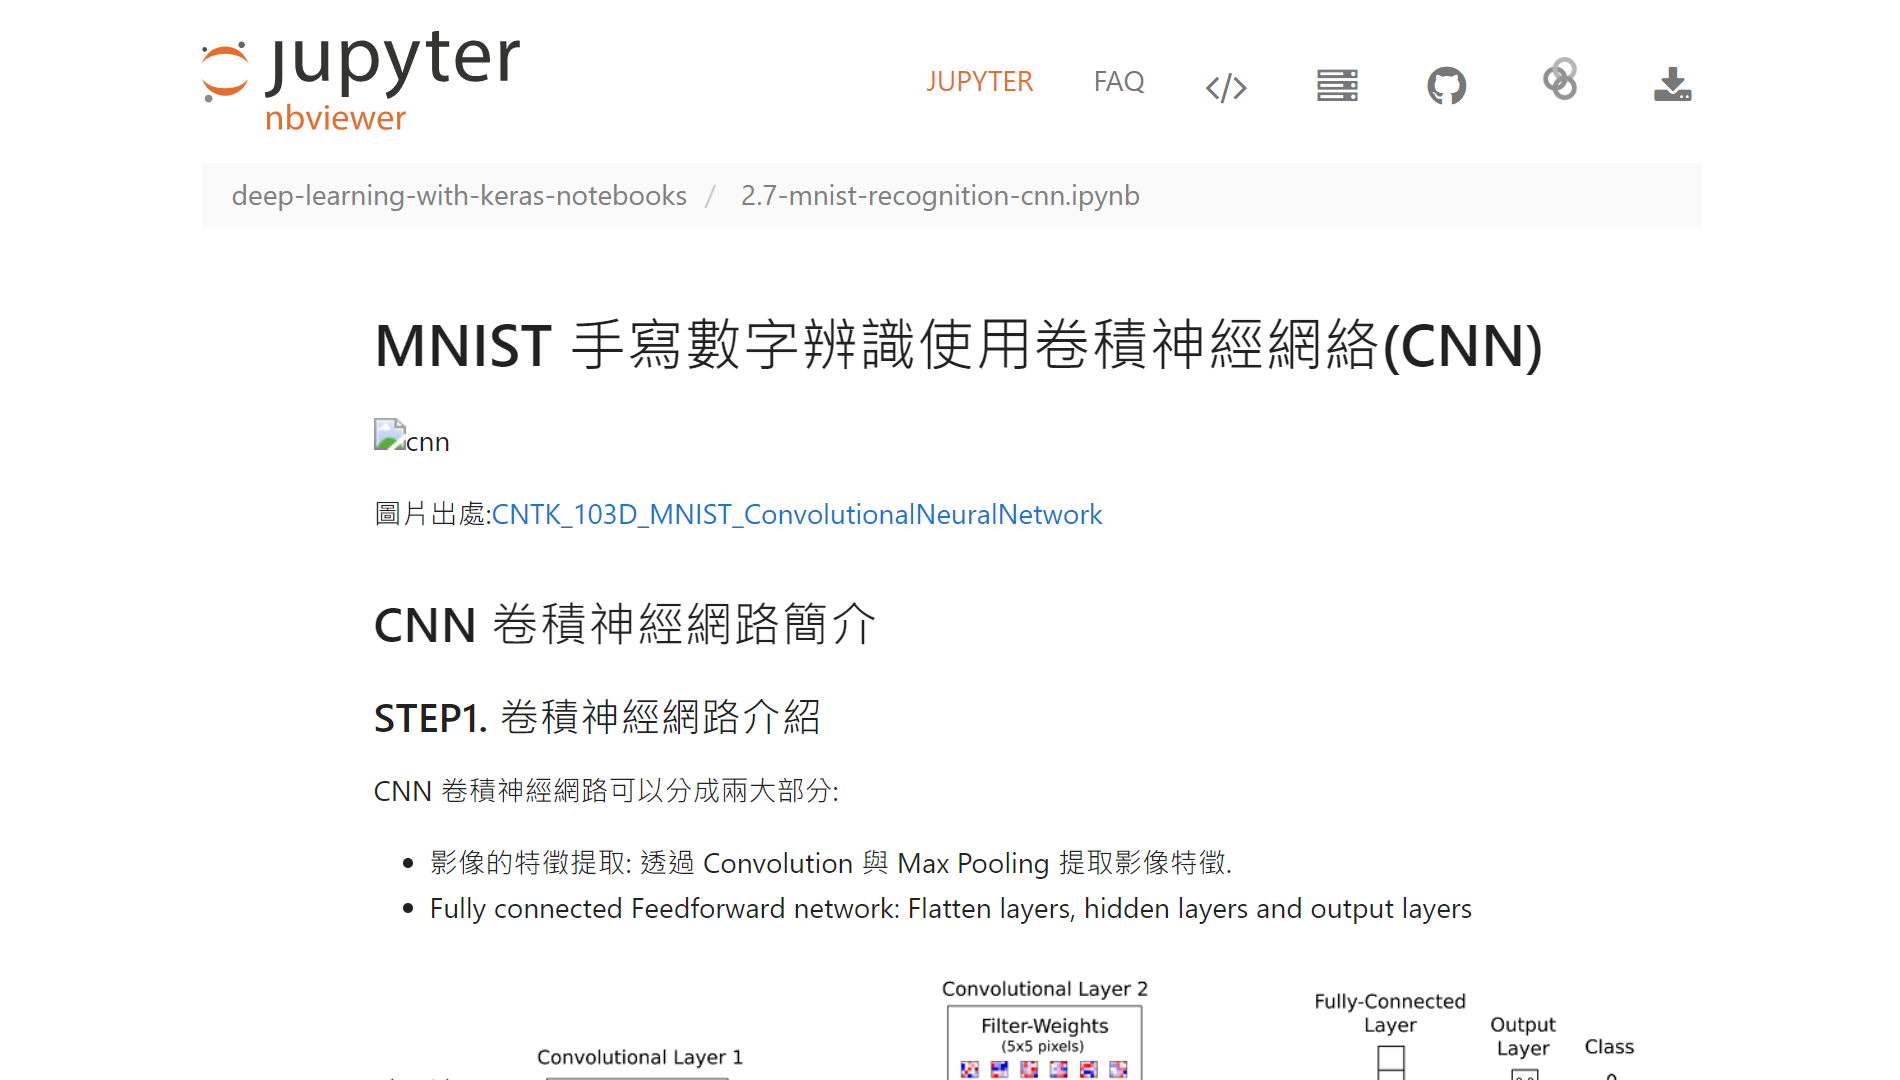 jupyter
nbviewer
JUPYTER
FAQ
deep-learning-with-keras-notebooks / 2.7-mnist-recognition-cnn.ipynb
MNIST 手寫數字辨識使用卷積神經網絡(CNN)
cnn
圖片出處:CNTK_103D_MNIST_ConvolutionalNeuralNetwork
CNN 卷積神經網路簡介
STEP1. 卷積神經網路介紹
CNN 卷積神經網路可以分成兩大部分:
影像的特徵提取: 透過 Convolution 與 Max Pooling 提取影像特徵.
Fully connected Feedforward network: Flatten layers, hidden layers and output layers
Convolutional Layer 2
Filter-Weights
(5x5 pixels)
Convolutional Layer 1
Fully-Connected
Layer
Output
Layer
Class